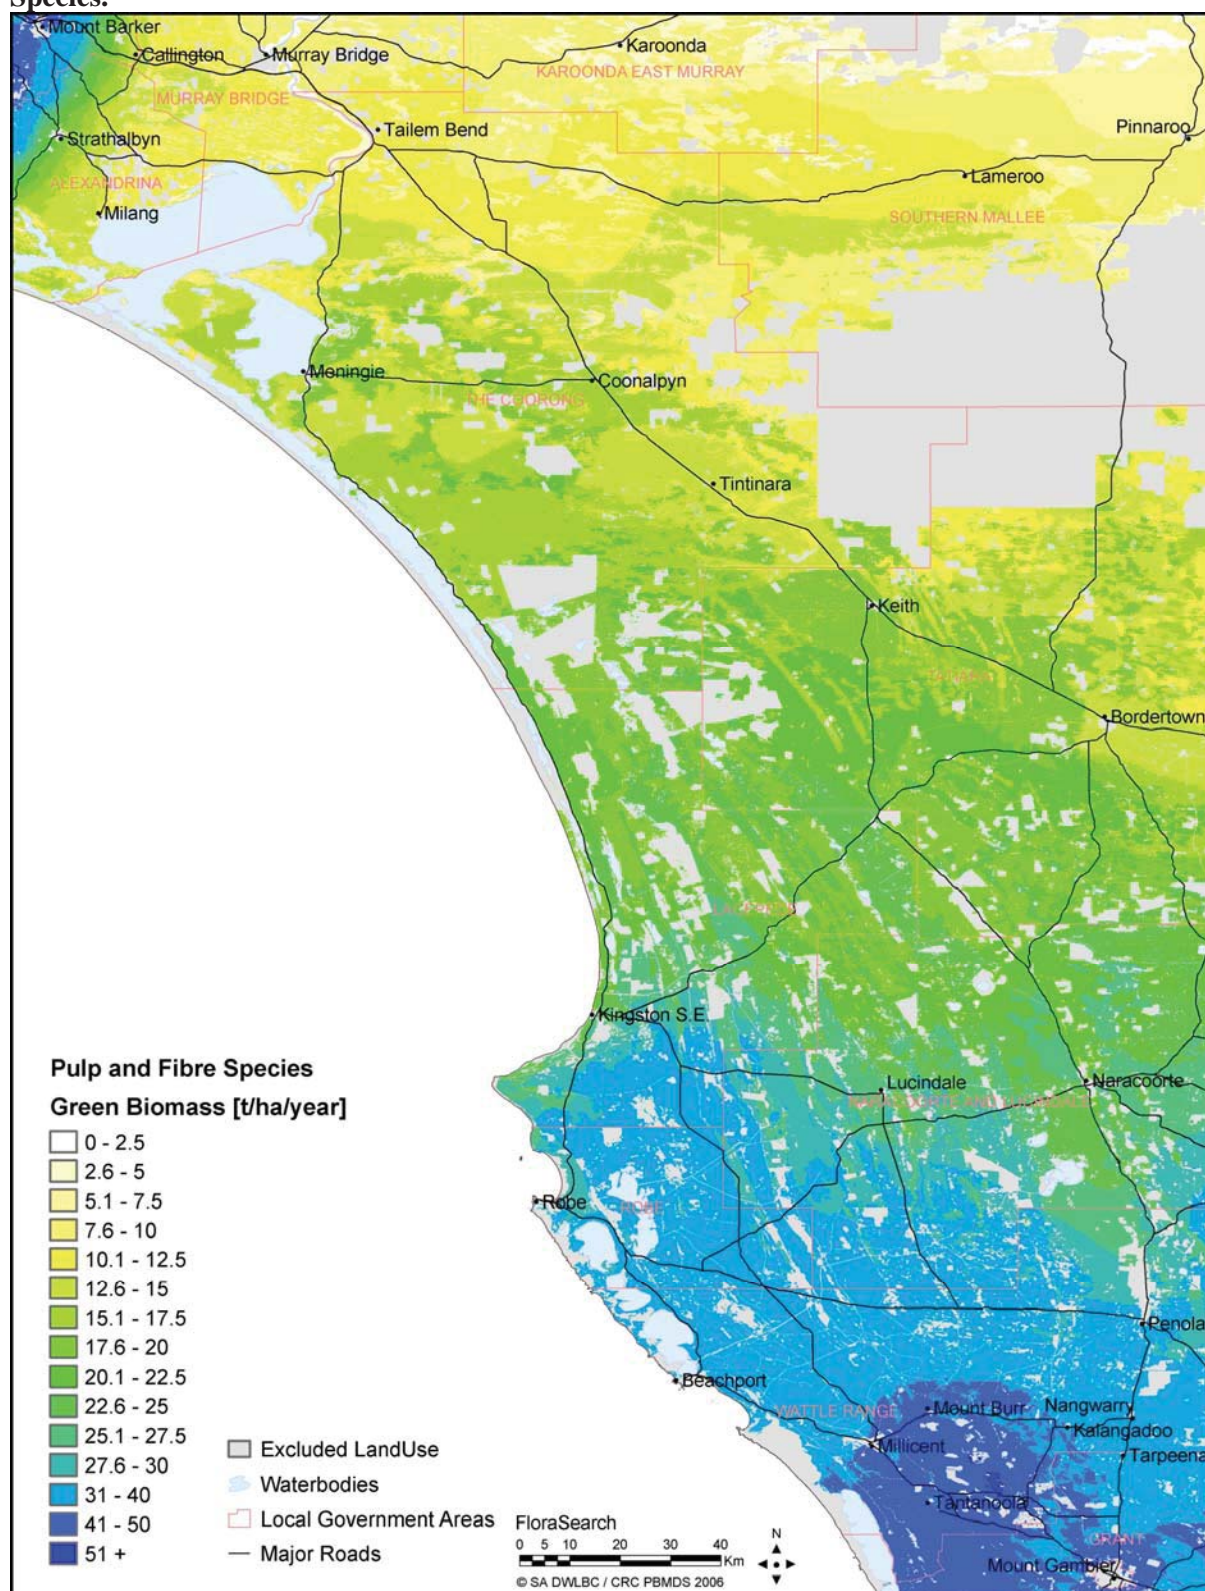 Species.
Mount Barker
Callington
Murray Bridge
Karoonda
KAROONDA EAST MURRAY
MURRAY BRIDGE
Tailem Bend
Pinnaroo
Strathalbyn
Lameroo
ALEXANDRINA
Milang
SOUTHERN MALLEE
Meningie
Coonalpyn
THE COORONG
Tintinara
Keith
TATIARA
Bordertown
LACEPEDE
Kingston S.E.
Lucindale
Naracoorte
NARACOORTE AND LUCINDALE
Robe
ROBE
Penola
Beachport
WATTLE RANGE
Mount Burr
Nangwarry
Kalangadoo
Millicent
Tarpeena
Tantanoola
GRANT
Mount Gambier
Pulp and Fibre Species
Green Biomass [t/ha/year]
0 - 2.5
2.6 - 5
5.1 - 7.5
7.6 - 10
10.1 - 12.5
12.6 - 15
15.1 - 17.5
17.6 - 20
20.1 - 22.5
22.6 - 25
25.1 - 27.5
27.6 - 30
31 - 40
41 - 50
51 +
Excluded LandUse
Waterbodies
Local Government Areas
Major Roads
FloraSearch
0 5 10 20 30 40
Km
N
© SA DWLBC / CRC PBMDS 2006